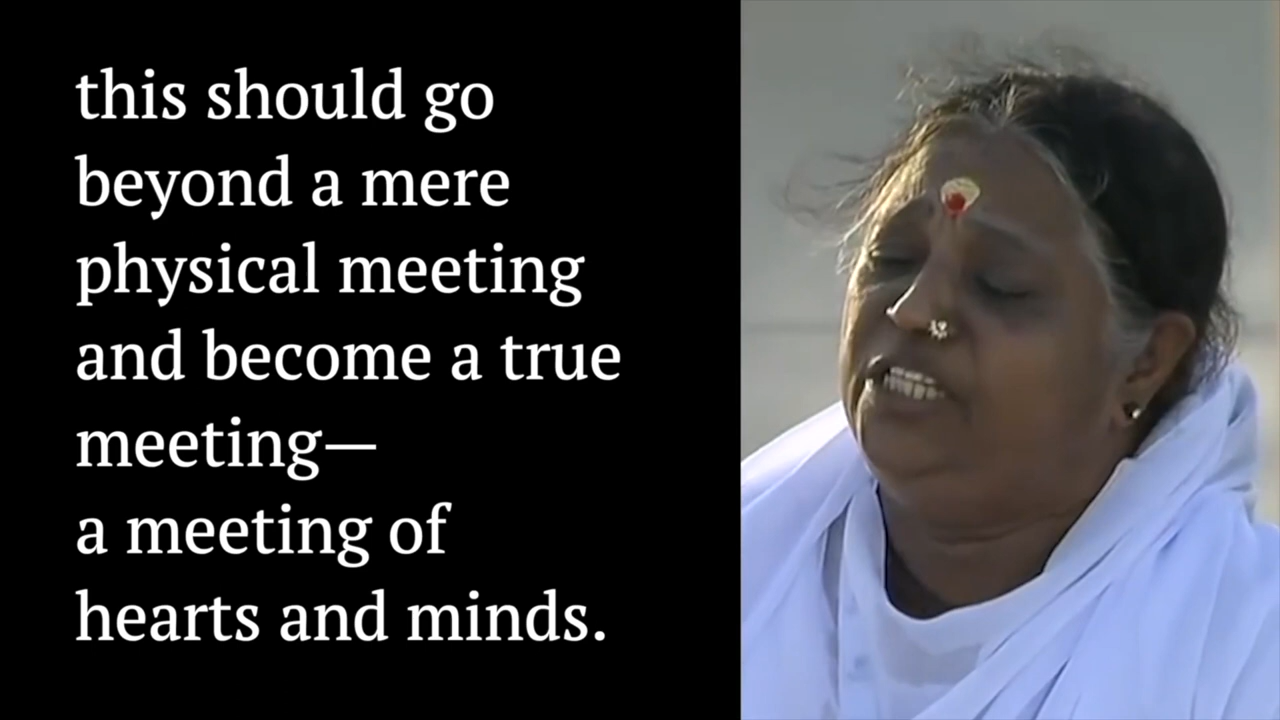 this should go
beyond a mere
physical meeting
and become a true
meeting—
a meeting of
hearts and minds.